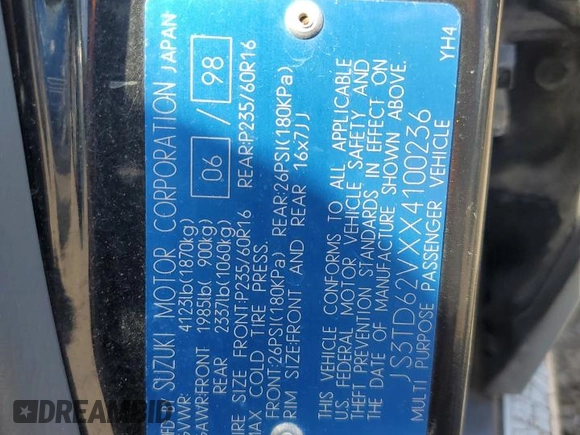 MFD BY SUZUKI MOTOR CORPORATION JAPAN
GVWR: 4123lb(1870kg) 06 / 98
GAWR:FRONT 1985lb( 900kg)
REAR 2337lb(1060kg)
TIRE SIZE FRONT:P235/60R16 REAR:P235/60R16
MAX COLD TIRE PRESS.
FRONT:26PSI(180KPa) REAR:26PSI(180KPa)
RIM SIZE:FRONT AND REAR 16x7JJ
THIS VEHICLE CONFORMS TO ALL APPLICABLE
U.S. FEDERAL MOTOR VEHICLE SAFETY AND
THEFT PREVENTION STANDARDS IN EFFECT ON
THE DATE OF MANUFACTURE SHOWN ABOVE.
JS3TD62VXX4100236
MULTI PURPOSE PASSENGER VEHICLE
YH4
DREAMBID